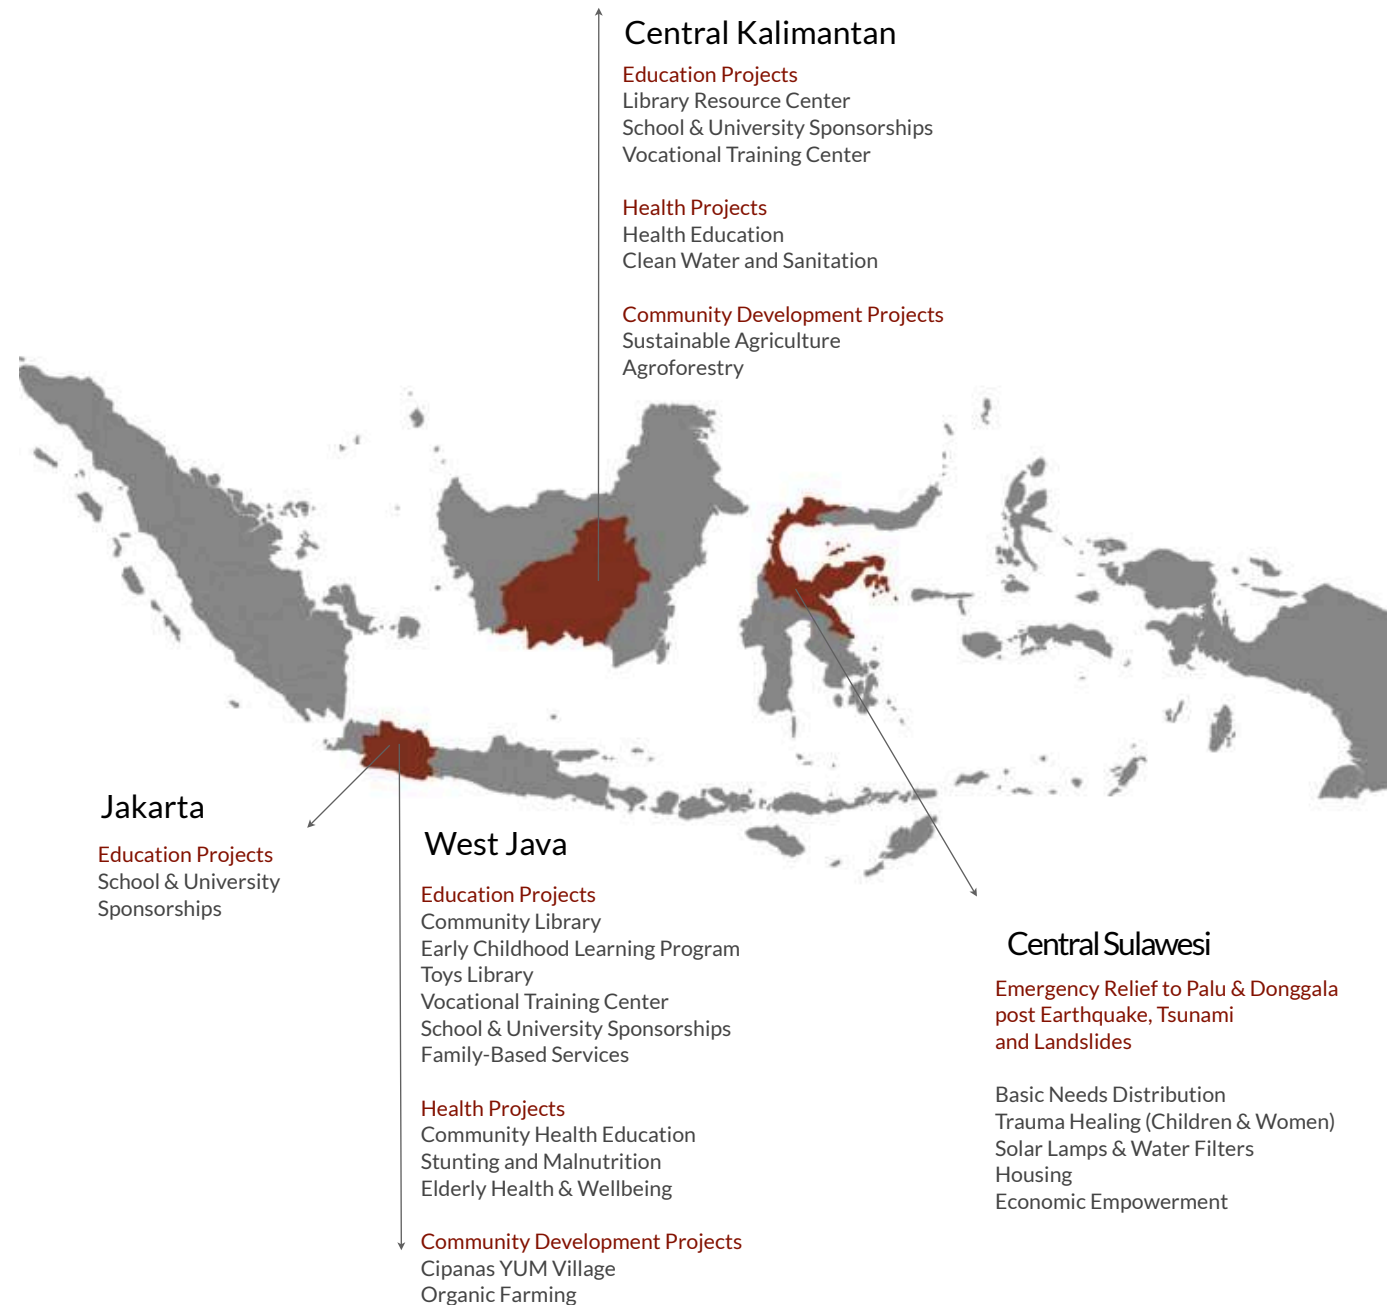 Central Kalimantan
Education Projects
Library Resource Center
School & University Sponsorships
Vocational Training Center
Health Projects
Health Education
Clean Water and Sanitation
Community Development Projects
Sustainable Agriculture
Agroforestry
Jakarta
Education Projects
School & University
Sponsorships
West Java
Education Projects
Community Library
Early Childhood Learning Program
Toys Library
Vocational Training Center
School & University Sponsorships
Family-Based Services
Health Projects
Community Health Education
Stunting and Malnutrition
Elderly Health & Wellbeing
Community Development Projects
Cipanas YUM Village
Organic Farming
Central Sulawesi
Emergency Relief to Palu & Donggala
post Earthquake, Tsunami
and Landslides
Basic Needs Distribution
Trauma Healing (Children & Women)
Solar Lamps & Water Filters
Housing
Economic Empowerment